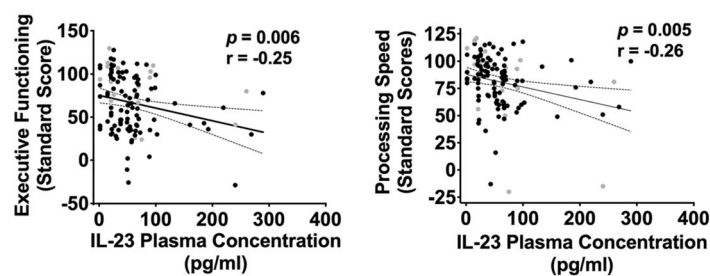 Executive Functioning
(Standard Score)
150
100
50
0
-50
p = 0.006
r = -0.25
0 100 200 300 400
IL-23 Plasma Concentration
(pg/ml)
Processing Speed
(Standard Scores)
125
100
75
50
25
0
-25
p = 0.005
r = -0.26
0 100 200 300 400
IL-23 Plasma Concentration
(pg/ml)